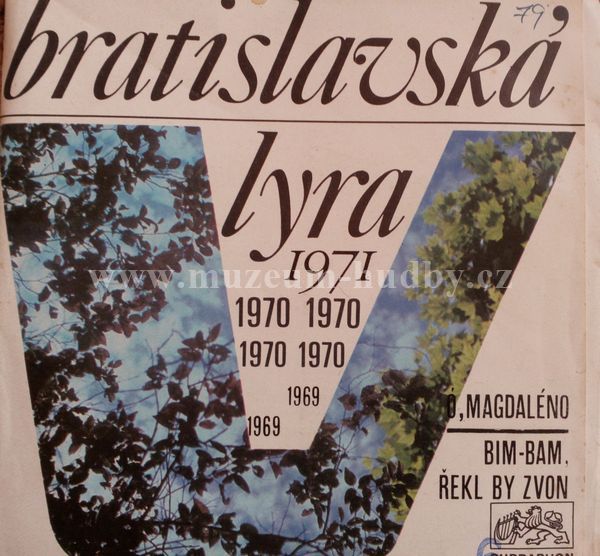 79'
bratislavská
lyra
1971
www.muzeum-hudby.cz
1970 1970
1970 1970
1969
1969
Ó, MAGDALÉNO
BIM-BAM,
ŘEKL BY ZVON
SUPRAPHON